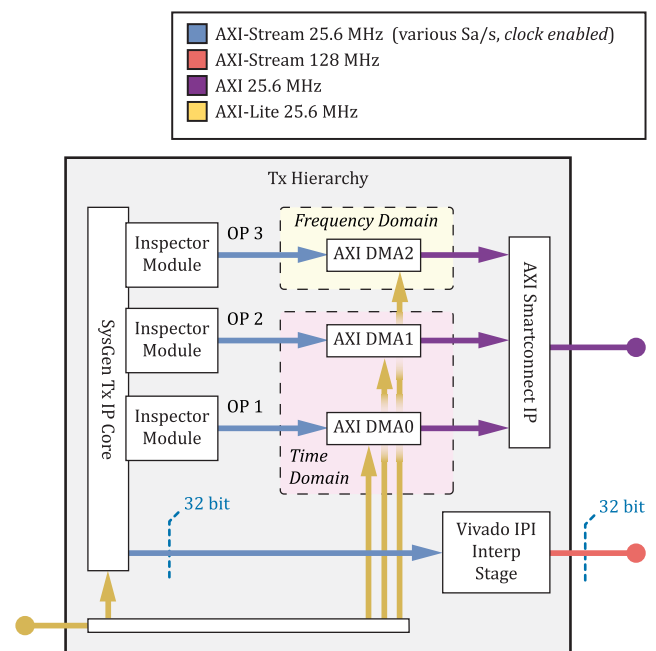 AXI-Stream 25.6 MHz (various Sa/s, clock enabled)
AXI-Stream 128 MHz
AXI 25.6 MHz
AXI-Lite 25.6 MHz
Tx Hierarchy
SysGen Tx IP Core
Inspector
Module
OP 3
Frequency Domain
AXI DMA2
Inspector
Module
OP 2
AXI DMA1
Inspector
Module
OP 1
AXI DMA0
Time
Domain
AXI Smartconnect IP
32 bit
Vivado IPI
Interp
Stage
32 bit